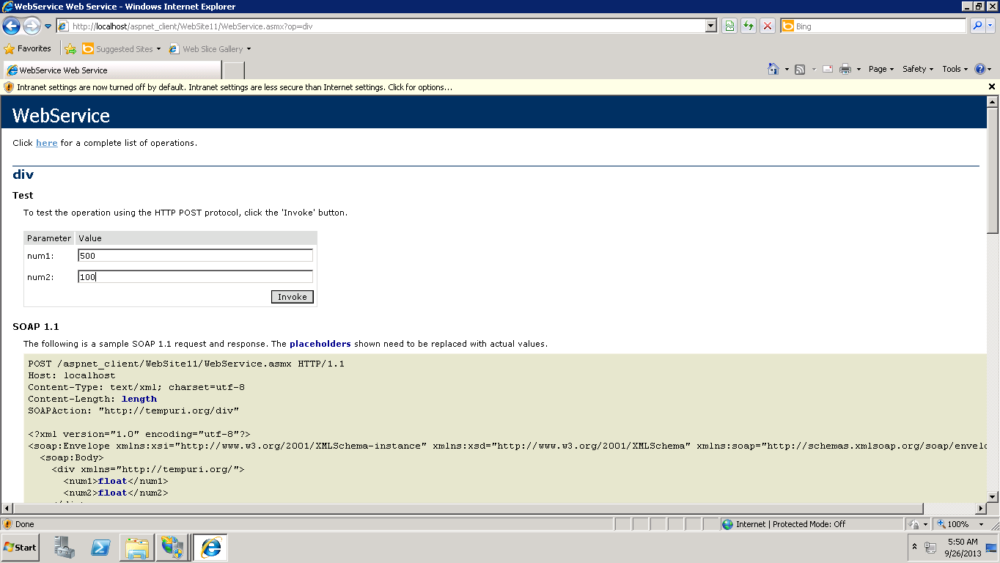 WebService Web Service - Windows Internet Explorer
http://localhost/aspnet_client/WebSite11/WebService.asmx?op=div
Bing
Favorites
Suggested Sites
Web Slice Gallery
WebService Web Service
Page
Safety
Tools
Intranet settings are now turned off by default. Intranet settings are less secure than Internet settings. Click for options...
WebService
Click here for a complete list of operations.
div
Test
To test the operation using the HTTP POST protocol, click the 'Invoke' button.
Parameter Value
num1: 500
num2: 100
Invoke
SOAP 1.1
The following is a sample SOAP 1.1 request and response. The placeholders shown need to be replaced with actual values.
POST /aspnet_client/WebSite11/WebService.asmx HTTP/1.1
Host: localhost
Content-Type: text/xml; charset=utf-8
Content-Length: length
SOAPAction: "http://tempuri.org/div"
<?xml version="1.0" encoding="utf-8"?>
<soap:Envelope xmlns:xsi="http://www.w3.org/2001/XMLSchema-instance" xmlns:xsd="http://www.w3.org/2001/XMLSchema" xmlns:soap="http://schemas.xmlsoap.org/soap/envelo
<soap:Body>
<div xmlns="http://tempuri.org/">
<num1>float</num1>
<num2>float</num2>
Done
Internet | Protected Mode: Off
100%
Start
5:50 AM
9/26/2013